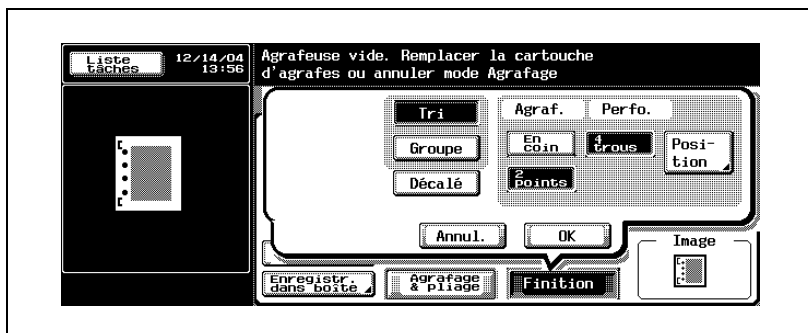 Liste
tâches
12/14/04
13:56
Agrafeuse vide. Remplacer la cartouche
d'agrafes ou annuler mode Agrafage
Tri
Groupe
Décalé
Agraf.
Perfo.
En
coin
4
trous
Posi-
tion
2
points
Annul.
OK
Image
Enregistr.
dans boîte
Agrafage
& pliage
Finition